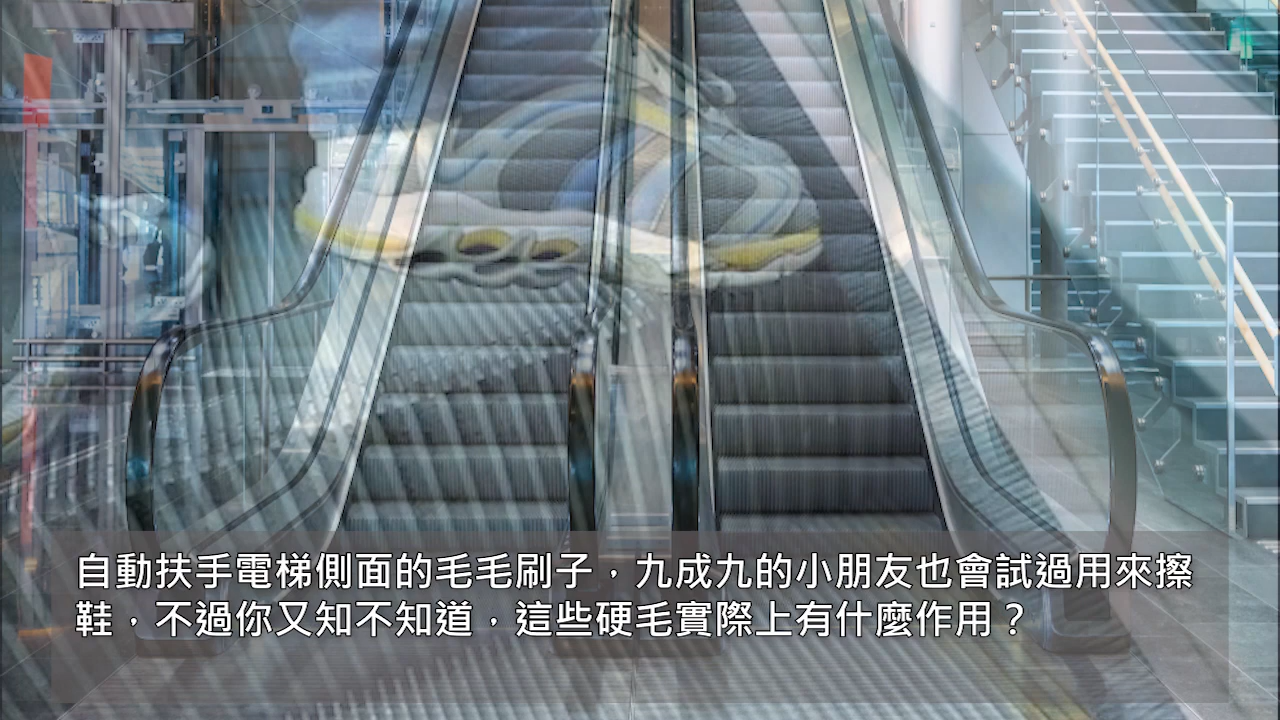 自動扶手電梯側面的毛毛刷子，九成九的小朋友也會試過用來擦
鞋，不過你又知不知道，這些硬毛實際上有什麼作用？